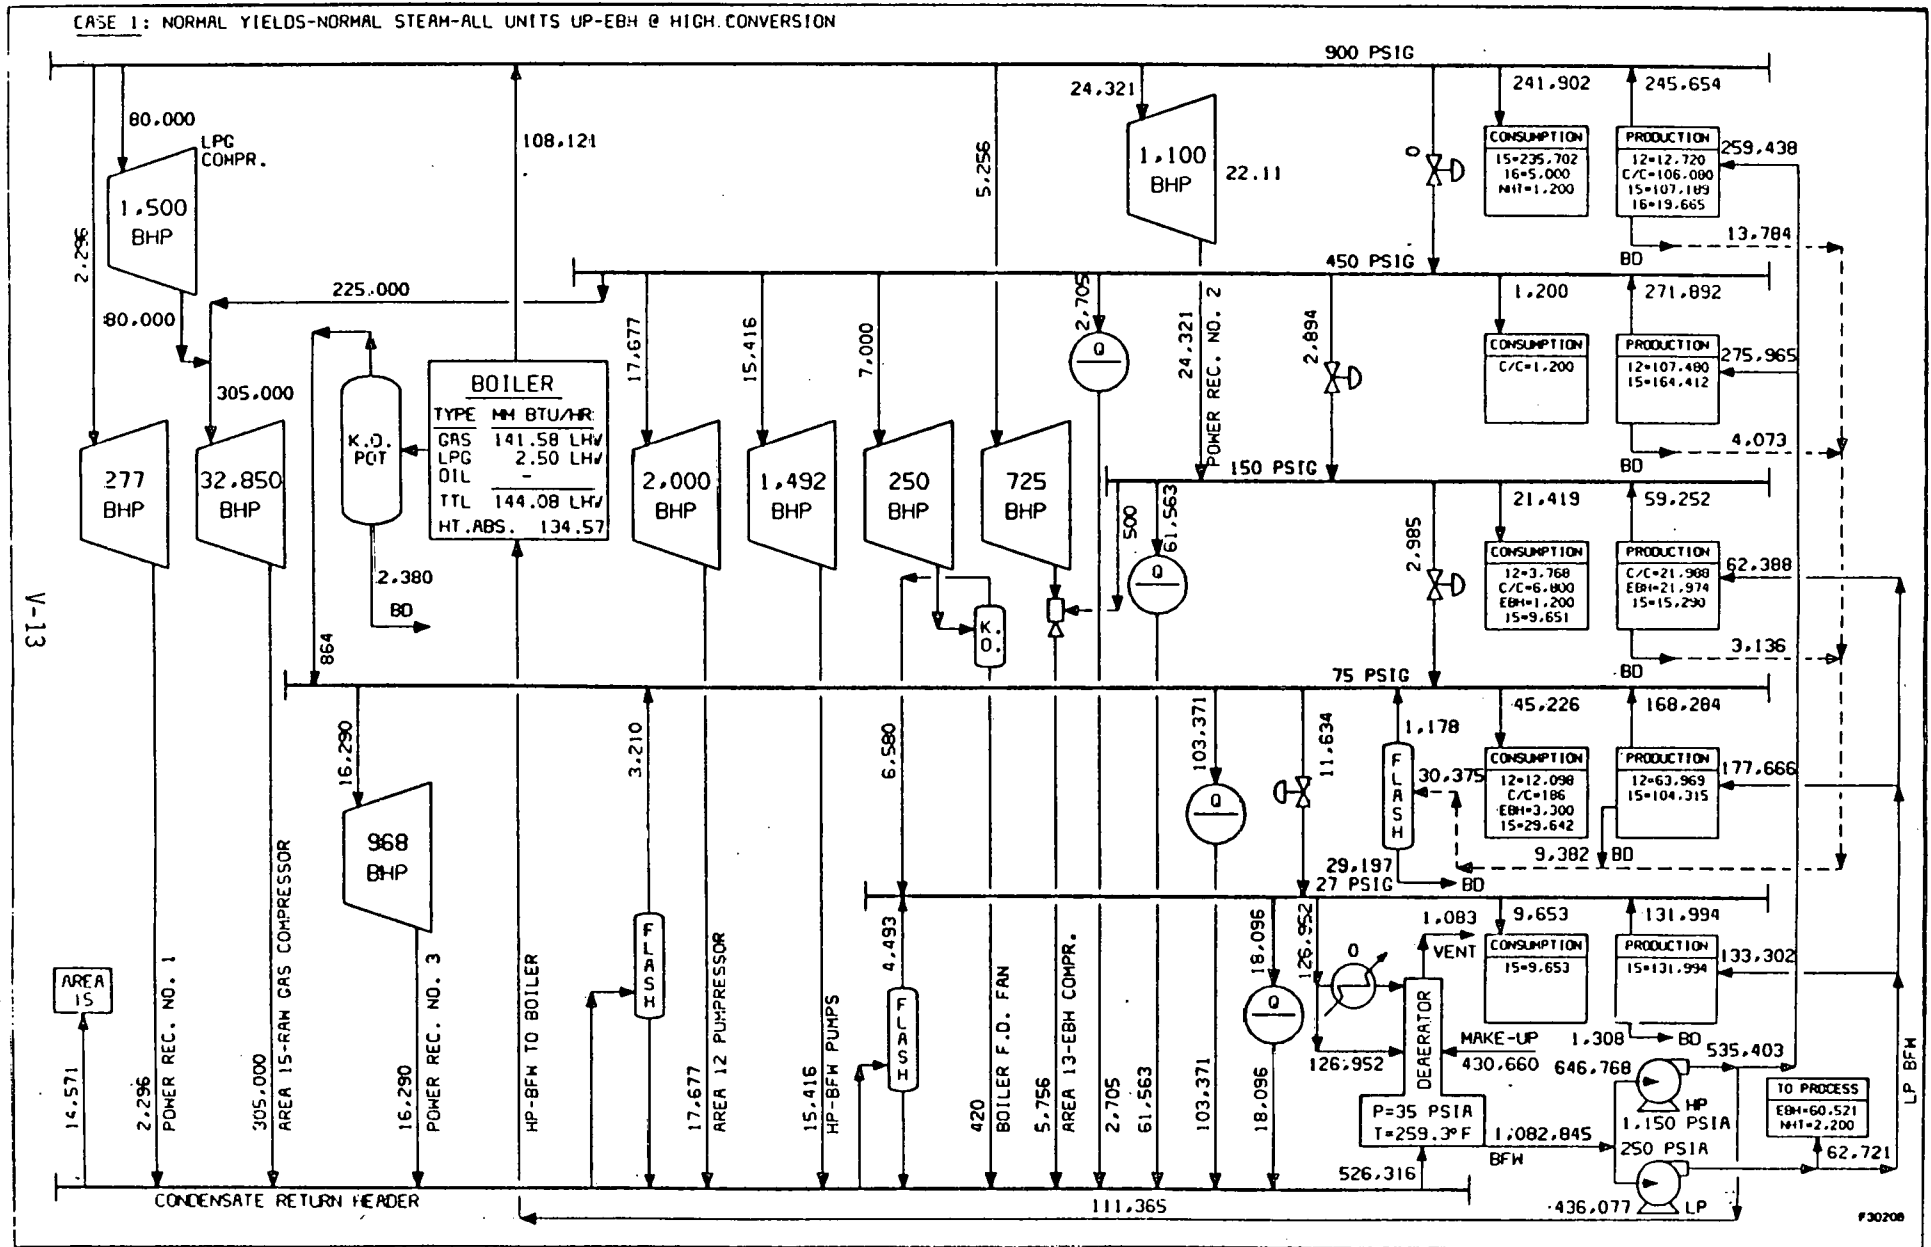 CASE 1: NORMAL YIELDS-NORMAL STEAM-ALL UNITS UP-EBH @ HIGH.CONVERSION
900 PSIG
80,000
LPG
COMPR.
1,500
BHP
2,296
108,121
5,256
24,321
1,100
BHP
22.11
0
241,902
245,654
CONSUMPTION
15=235,702
16=5,000
NHT=1,200
PRODUCTION
12=12,720
C/C=106,080
15=107,189
16=19,665
259,438
13,784
BD
450 PSIG
225,000
80,000
305,000
17,677
15,416
7,000
2,705
Q
24,321
POWER REC. NO. 2
2,894
1,200
271,892
CONSUMPTION
C/C=1,200
PRODUCTION
12=107,480
15=164,412
275,965
4,073
BD
K.O.
POT
BOILER
TYPE MM BTU/HR
GAS 141.58 LHV
LPG 2.50 LHV
OIL -
TTL 144.08 LHV
HT.ABS. 134.57
2,380
BD
864
277
BHP
32,850
BHP
2,000
BHP
1,492
BHP
250
BHP
725
BHP
K.
O.
150 PSIG
500
61,563
Q
2,985
21,419
59,252
CONSUMPTION
12=3,768
C/C=6,800
EBH=1,200
15=9,651
PRODUCTION
C/C=21,988
EBH=21,974
15=15,290
62,388
3,136
BD
V-13
75 PSIG
16,290
968
BHP
3,210
6,580
103,371
Q
11,634
1,178
FLASH
30,375
29,197
BD
45,226
168,284
CONSUMPTION
12=12,098
C/C=186
EBH=3,300
15=29,642
PRODUCTION
12=63,969
15=104,315
177,666
9,382
BD
27 PSIG
FLASH
4,493
FLASH
18,096
Q
126,952
0
1,083
VENT
9,653
131,994
CONSUMPTION
15=9,653
PRODUCTION
15=131,994
133,302
1,308
BD
AREA
15
14,571
2,296
POWER REC. NO. 1
305,000
AREA 15-RAW GAS COMPRESSOR
16,290
POWER REC. NO. 3
HP-BFW TO BOILER
17,677
AREA 12 PUMPRESSOR
15,416
HP-BFW PUMPS
420
BOILER F.D. FAN
5,756
AREA 13-EBH COMPR.
2,705
61,563
103,371
18,096
126,952
DEAERATOR
MAKE-UP
430,660
P=35 PSIA
T=259.3°F
1,082,845
BFW
526,316
646,768
HP
1,150 PSIA
535,403
250 PSIA
436,077
LP
TO PROCESS
EBH=60,521
NHT=2,200
62,721
LP BFW
CONDENSATE RETURN HEADER
111,365
F30208